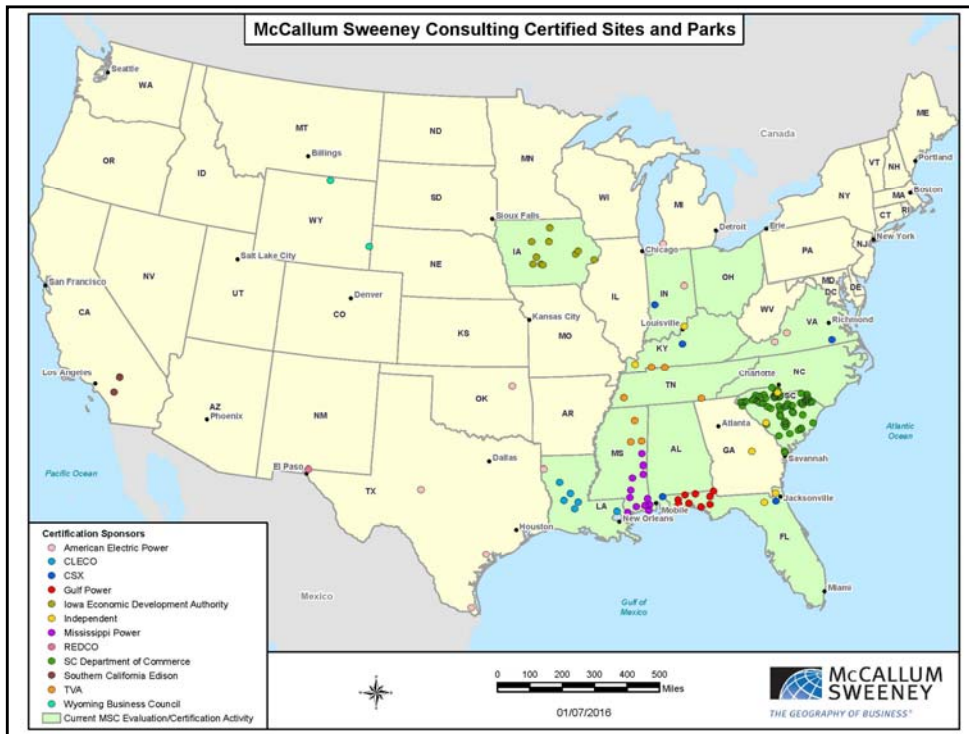 McCallum Sweeney Consulting Certified Sites and Parks
Seattle
WA
MT
ND
MN
ME
Canada
VT
NH
Portland
OR
ID
Billings
SD
WI
MI
NY
MA
Boston
CT
RI
WY
Sioux Falls
Detroit
Erie
New York
IA
Chicago
PA
NJ
Salt Lake City
NE
OH
MD
DE
DC
San Francisco
NV
UT
Denver
CO
IL
IN
WV
CA
KS
Kansas City
MO
Louisville
KY
VA
Richmond
Los Angeles
AZ
Phoenix
NM
OK
AR
TN
NC
Charlotte
SC
Atlanta
Atlantic
Ocean
Pacific Ocean
El Paso
TX
Dallas
MS
AL
GA
Savannah
LA
Mobile
Jacksonville
New Orleans
Houston
FL
Mexico
Gulf of
Mexico
Miami
Certification Sponsors
American Electric Power
CLECO
CSX
Gulf Power
Iowa Economic Development Authority
Independent
Mississippi Power
REDCO
SC Department of Commerce
Southern California Edison
TVA
Wyoming Business Council
Current MSC Evaluation/Certification Activity
0 100 200 300 400 500
Miles
01/07/2016
MCCALLUM
SWEENEY
THE GEOGRAPHY OF BUSINESS